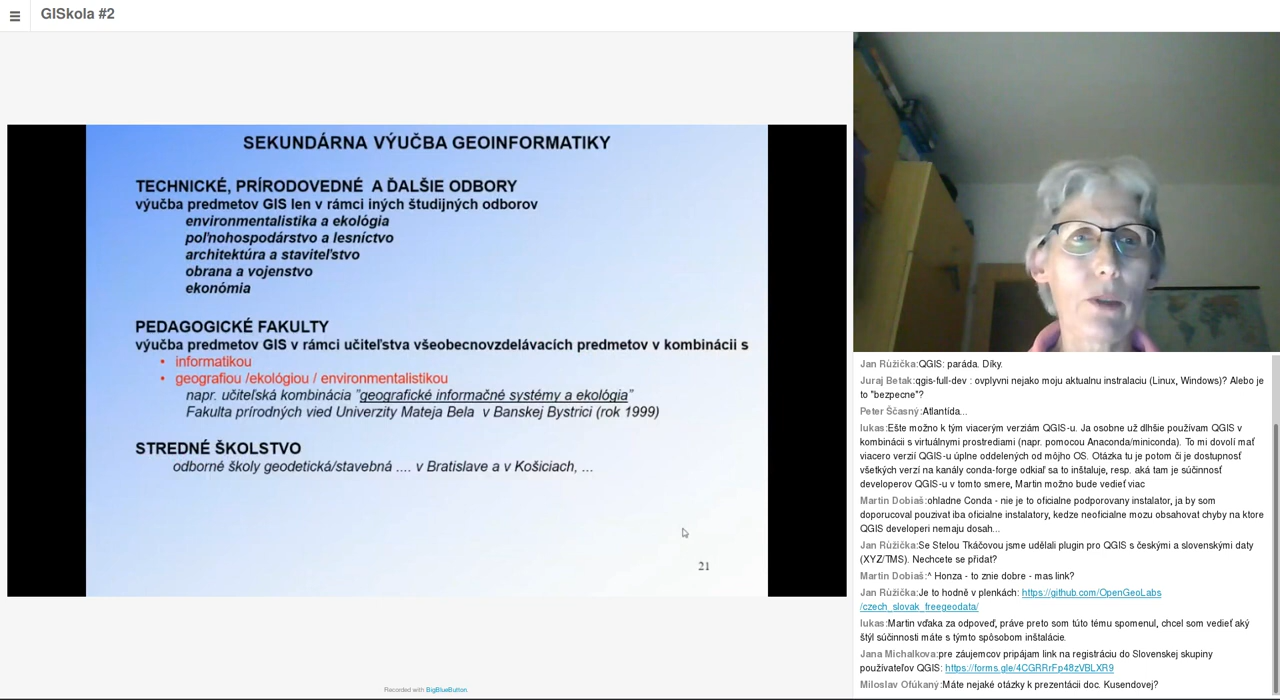 GISkola #2
SEKUNDÁRNA VÝUČBA GEOINFORMATIKY
TECHNICKÉ, PRÍRODOVEDNÉ A ĎALŠIE ODBORY
výučba predmetov GIS len v rámci iných študijných odborov
environmentalistika a ekológia
poľnohospodárstvo a lesníctvo
architektúra a staviteľstvo
obrana a vojenstvo
ekonómia
PEDAGOGICKÉ FAKULTY
výučba predmetov GIS v rámci učiteľstva všeobecnovzdelávacích predmetov v kombinácii s
• informatikou
• geografiou /ekológiou / environmentalistikou
napr. učiteľská kombinácia "geografické informačné systémy a ekológia"
Fakulta prírodných vied Univerzity Mateja Bela v Banskej Bystrici (rok 1999)
STREDNÉ ŠKOLSTVO
odborné školy geodetická/stavebná .... v Bratislave a v Košiciach, ...
21
Recorded with BigBlueButton.
Jan Růžička:QGIS: paráda. Díky.
Juraj Betak:qgis-full-dev : ovplyvni nejako moju aktualnu instalaciu (Linux, Windows)? Alebo je
to "bezpecne"?
Peter Ščasný:Atlantída...
lukas:Ešte možno k tým viacerým verziám QGIS-u. Ja osobne už dlhšie používam QGIS v
kombinácii s virtuálnymi prostrediami (napr. pomocou Anaconda/miniconda). To mi dovolí mať
viacero verzií QGIS-u úplne oddelených od môjho OS. Otázka tu je potom či je dostupnosť
všetkých verzí na kanály conda-forge odkiaľ sa to inštaluje, resp. aká tam je súčinnosť
developerov QGIS-u v tomto smere, Martin možno bude vedieť viac
Martin Dobiaš:ohladne Conda - nie je to oficialne podporovany instalator, ja by som
doporucoval pouzivat iba oficialne instalatory, kedze neoficialne mozu obsahovat chyby na ktore
QGIS developeri nemaju dosah...
Jan Růžička:Se Stelou Tkáčovou jsme udělali plugin pro QGIS s českými a slovenskými daty
(XYZ/TMS). Nechcete se přidat?
Martin Dobiaš:^ Honza - to znie dobre - mas link?
Jan Růžička:Je to hodně v plenkách: https://github.com/OpenGeoLabs
/czech_slovak_freegeodata/
lukas:Martin vďaka za odpoveď, práve preto som túto tému spomenul, chcel som vedieť aký
štýl súčinnosti máte s týmto spôsobom inštalácie.
Jana Michalkova:pre záujemcov pripájam link na registráciu do Slovenskej skupiny
používateľov QGIS: https://forms.gle/4CGRRrFp48zVBLXR9
Miloslav Ofúkaný:Máte nejaké otázky k prezentácii doc. Kusendovej?